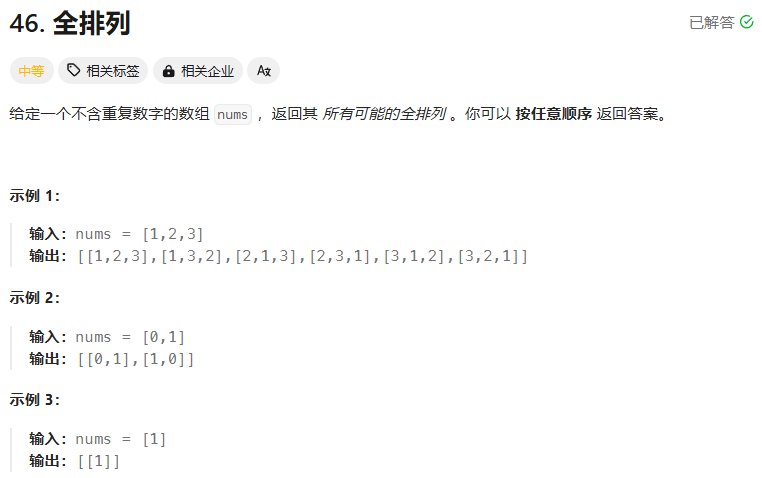 46. 全排列
已解答
中等 相关标签 相关企业 Aあ
给定一个不含重复数字的数组 nums ，返回其 所有可能的全排列 。你可以 按任意顺序 返回答案。
示例 1：
输入：nums = [1,2,3]
输出：[[1,2,3],[1,3,2],[2,1,3],[2,3,1],[3,1,2],[3,2,1]]
示例 2：
输入：nums = [0,1]
输出：[[0,1],[1,0]]
示例 3：
输入：nums = [1]
输出：[[1]]